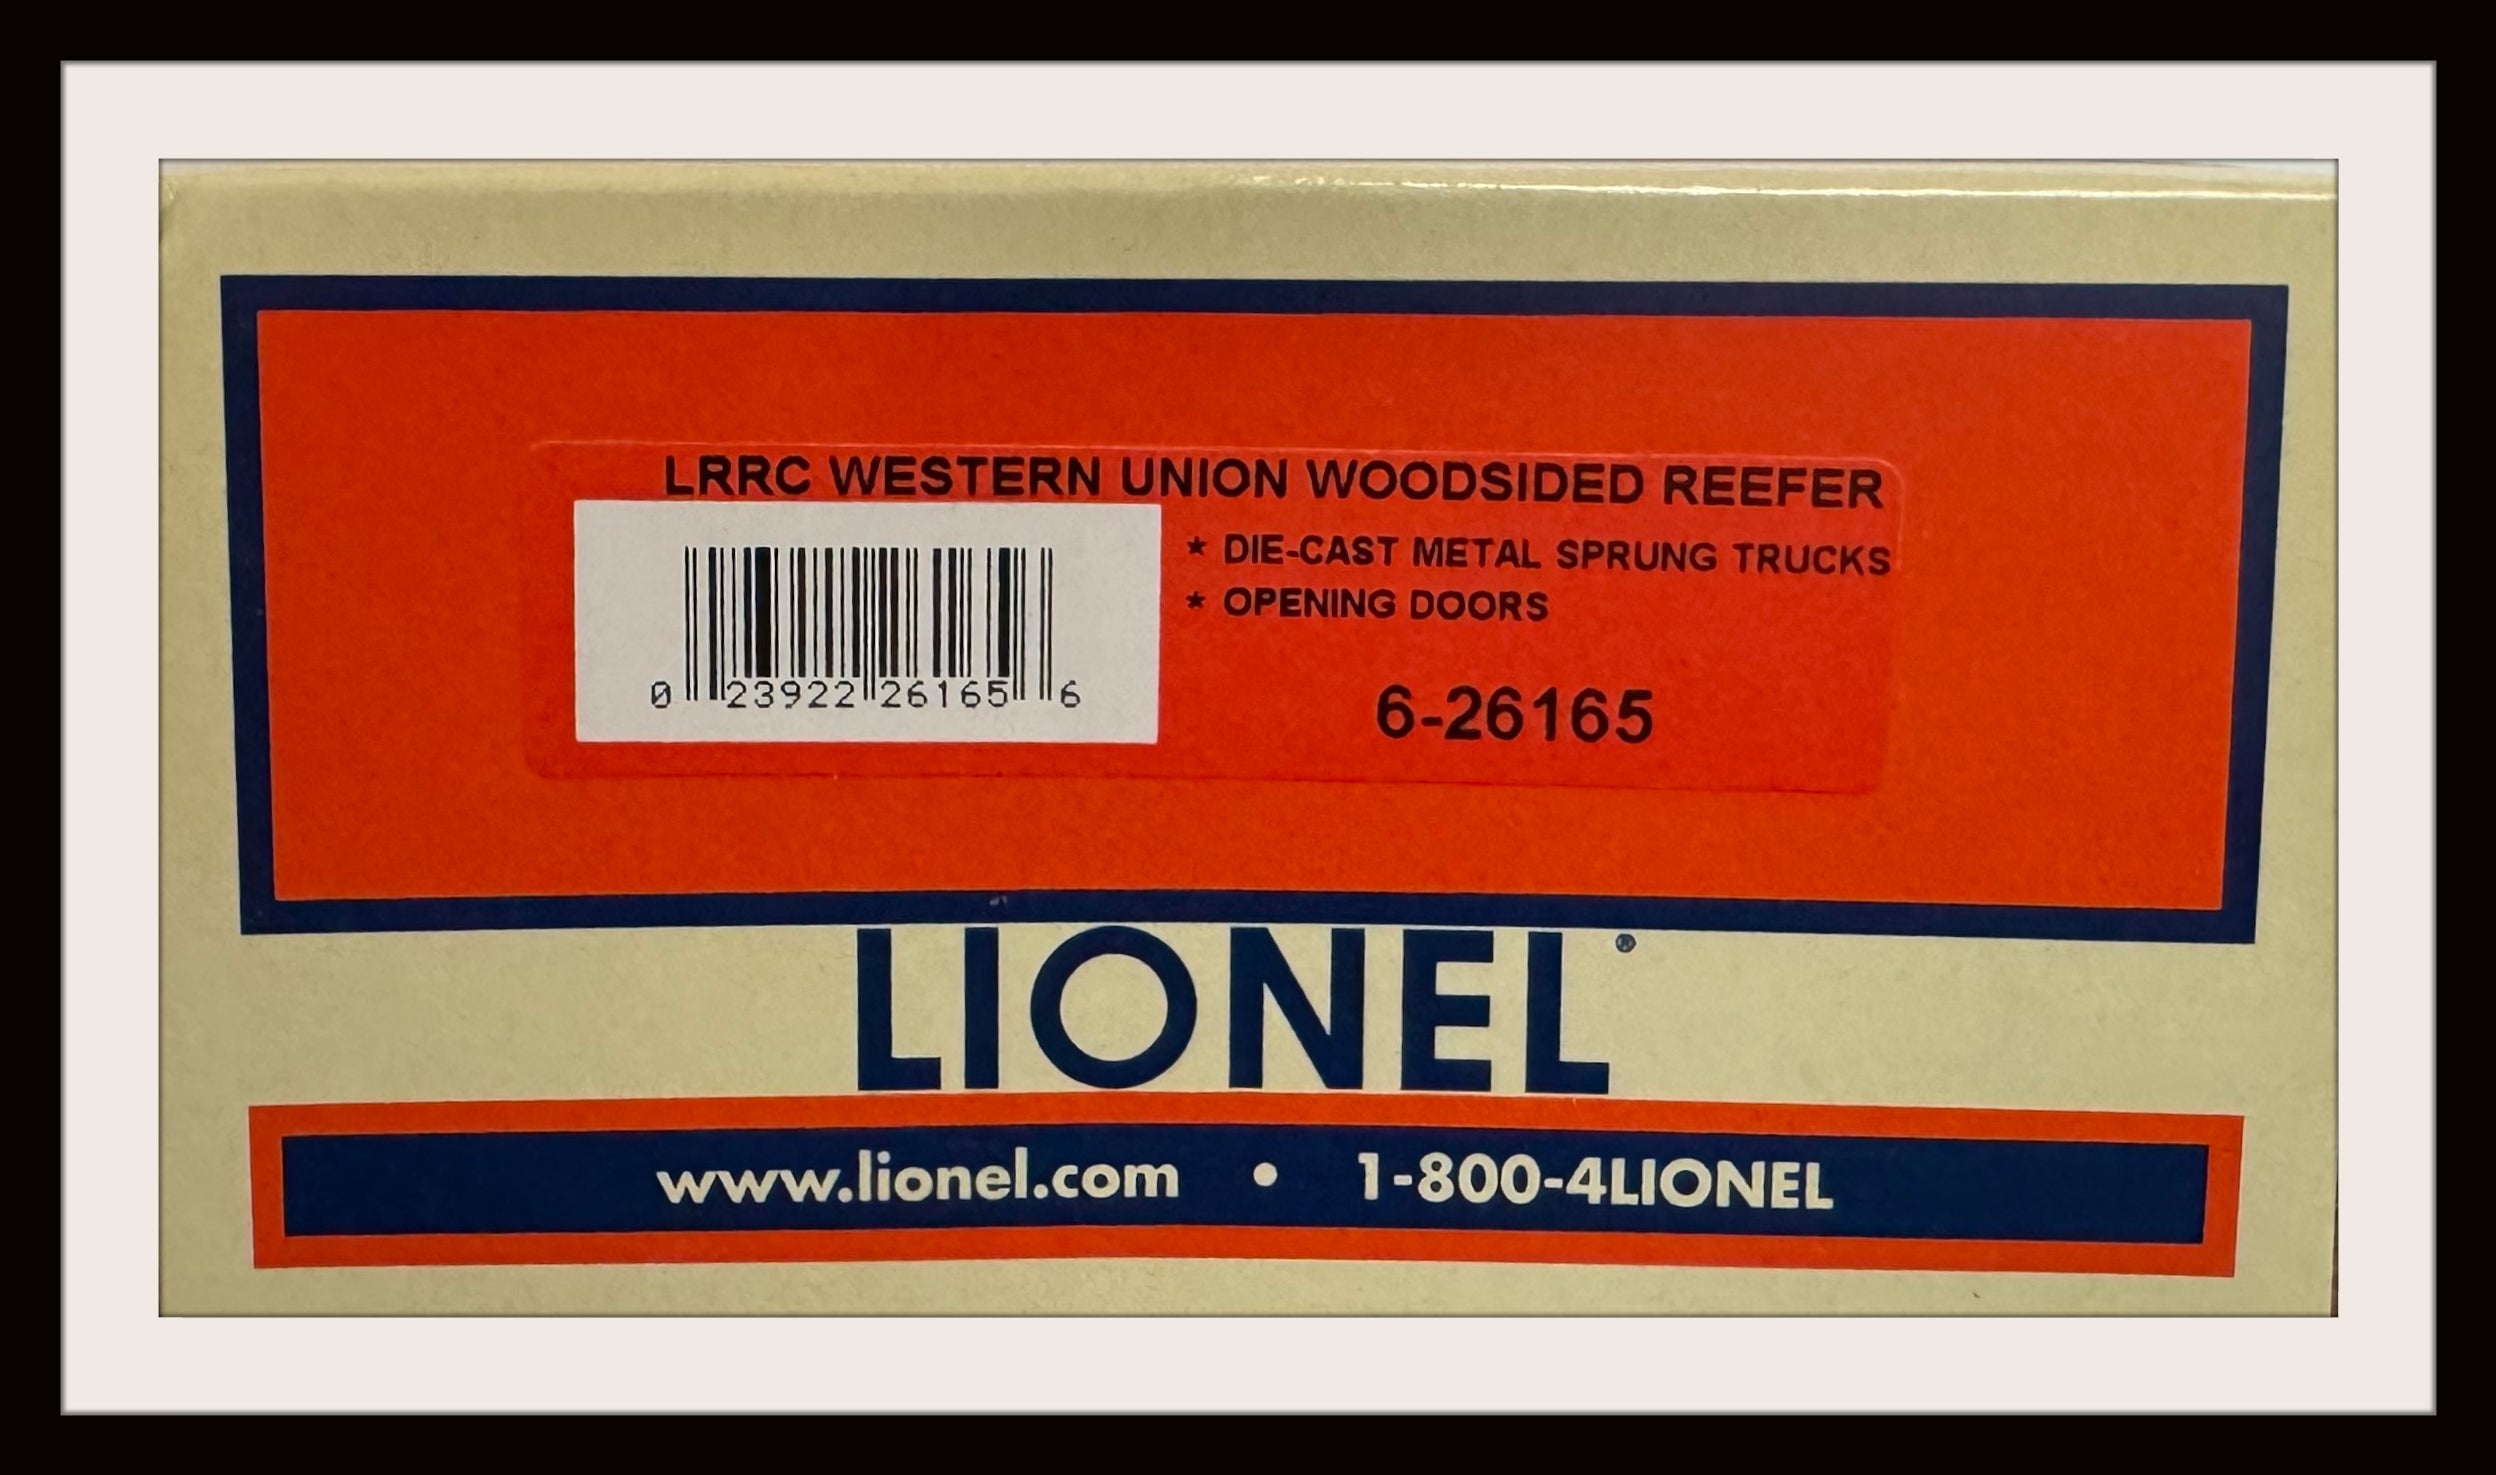 LRRC WESTERN UNION WOODSIDED REEFER
* DIE-CAST METAL SPRUNG TRUCKS
* OPENING DOORS
0 23922 26165 6
6-26165
LIONEL®
www.lionel.com • 1-800-4LIONEL